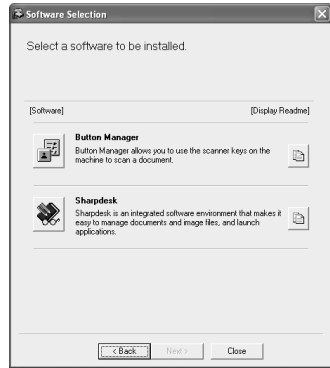 Software Selection
Select a software to be installed.
[Software] [Display Readme]
Button Manager
Button Manager allows you to use the scanner keys on the
machine to scan a document.
Sharpdesk
Sharpdesk is an integrated software environment that makes it
easy to manage documents and image files, and launch
applications.
< Back Next > Close